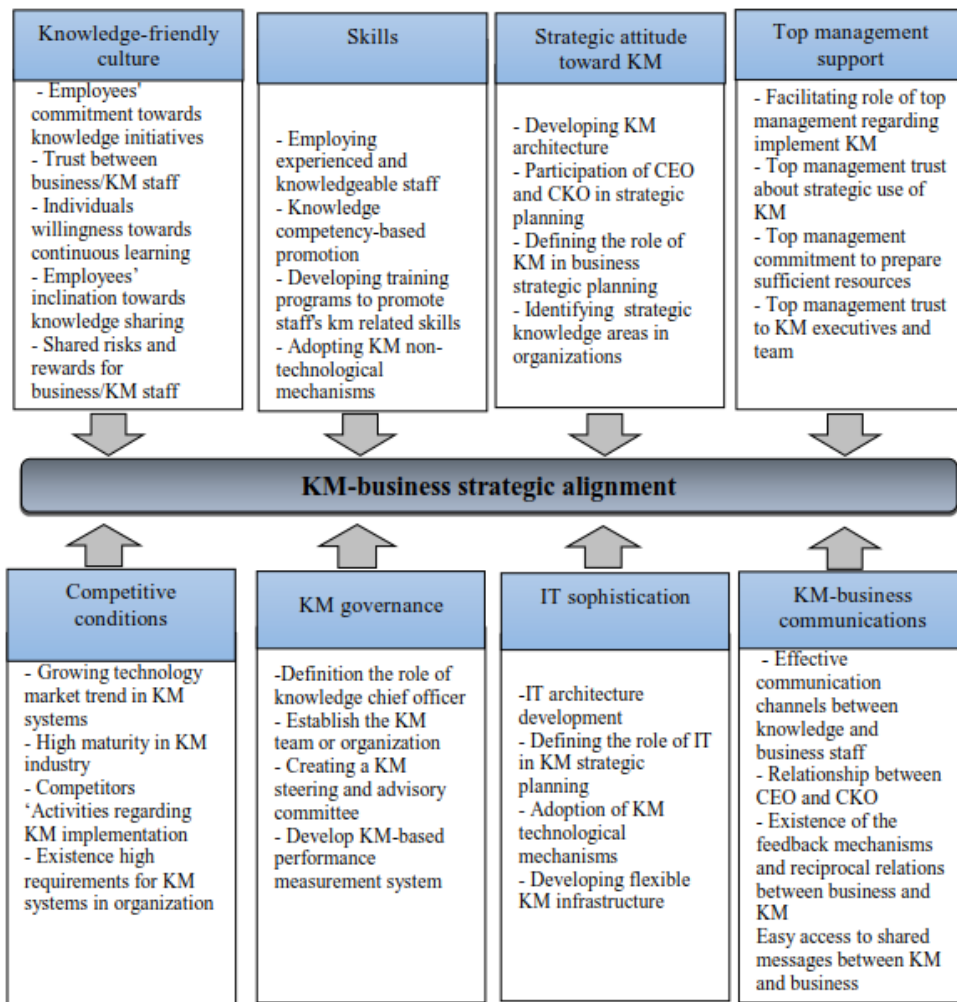 Knowledge-friendly
culture
- Employees'
commitment towards
knowledge initiatives
- Trust between
business/KM staff
- Individuals
willingness towards
continuous learning
- Employees’
inclination towards
knowledge sharing
- Shared risks and
rewards for
business/KM staff
Skills
- Employing
experienced and
knowledgeable staff
- Knowledge
competency-based
promotion
- Developing training
programs to promote
staff's km related skills
- Adopting KM non-
technological
mechanisms
Strategic attitude
toward KM
- Developing KM
architecture
- Participation of CEO
and CKO in strategic
planning
- Defining the role of
KM in business
strategic planning
- Identifying strategic
knowledge areas in
organizations
Top management
support
- Facilitating role of top
management regarding
implement KM
- Top management trust
about strategic use of
KM
- Top management
commitment to prepare
sufficient resources
- Top management trust
to KM executives and
team
KM-business strategic alignment
Competitive
conditions
- Growing technology
market trend in KM
systems
- High maturity in KM
industry
- Competitors
‘Activities regarding
KM implementation
- Existence high
requirements for KM
systems in organization
KM governance
-Definition the role of
knowledge chief officer
- Establish the KM
team or organization
- Creating a KM
steering and advisory
committee
- Develop KM-based
performance
measurement system
IT sophistication
-IT architecture
development
- Defining the role of IT
in KM strategic
planning
- Adoption of KM
technological
mechanisms
- Developing flexible
KM infrastructure
KM-business
communications
- Effective
communication
channels between
knowledge and
business staff
- Relationship between
CEO and CKO
- Existence of the
feedback mechanisms
and reciprocal relations
between business and
KM
Easy access to shared
messages between KM
and business